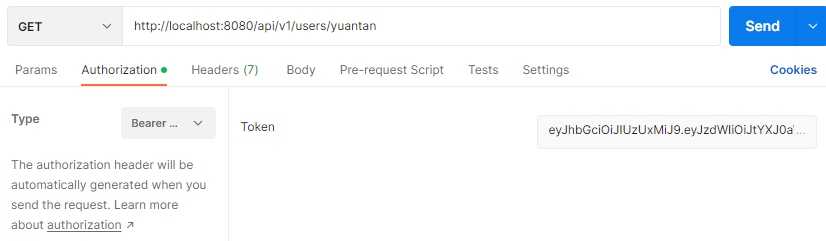 GET http://localhost:8080/api/v1/users/yuantan Send
Params Authorization Headers (7) Body Pre-request Script Tests Settings Cookies
Type Bearer ... Token eyJhbGciOiJIUzUxMiJ9.eyJzdWIiOiJtYXJ0a ...
The authorization header will be
automatically generated when you
send the request. Learn more
about authorization ↗